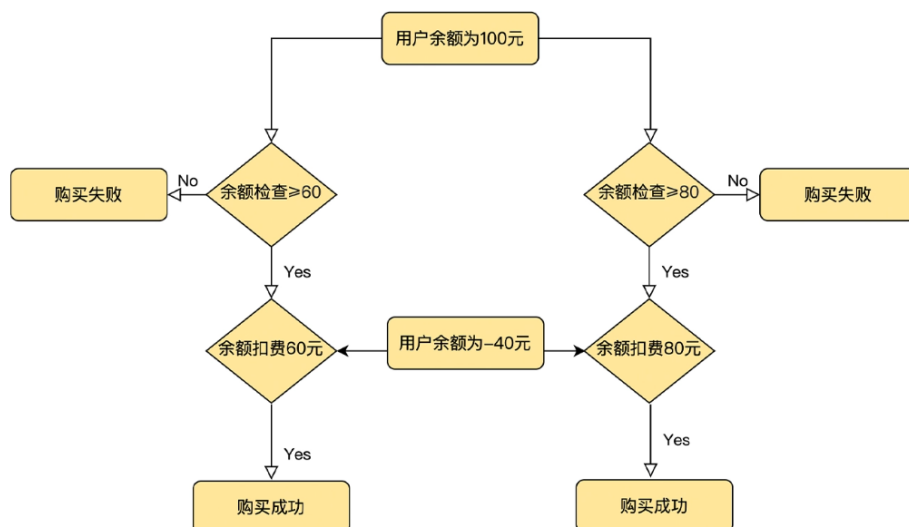 用户余额为100元
余额检查≥60
余额检查≥80
购买失败
No
No
购买失败
Yes
Yes
余额扣费60元
用户余额为-40元
余额扣费80元
Yes
Yes
购买成功
购买成功